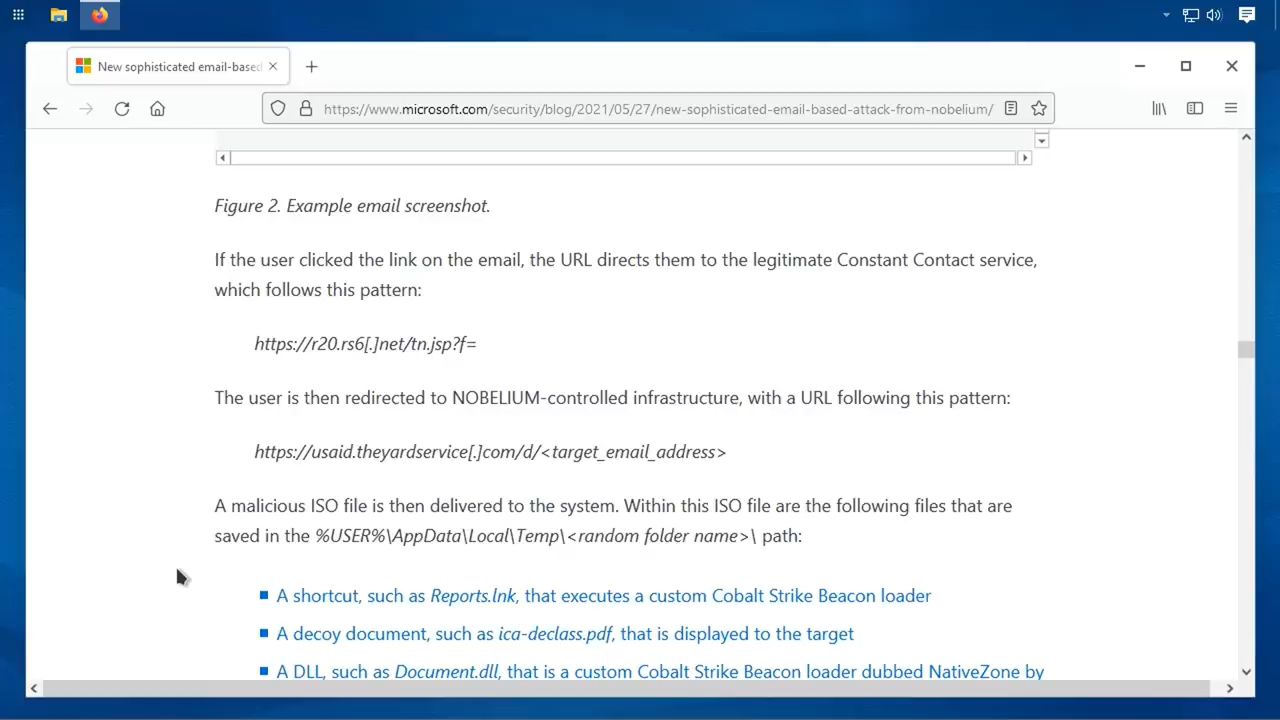 New sophisticated email-based
https://www.microsoft.com/security/blog/2021/05/27/new-sophisticated-email-based-attack-from-nobelium/
Figure 2. Example email screenshot.
If the user clicked the link on the email, the URL directs them to the legitimate Constant Contact service,
which follows this pattern:
https://r20.rs6[.]net/tn.jsp?f=
The user is then redirected to NOBELIUM-controlled infrastructure, with a URL following this pattern:
https://usaid.theyardservice[.]com/d/<target_email_address>
A malicious ISO file is then delivered to the system. Within this ISO file are the following files that are
saved in the %USER%\AppData\Local\Temp\<random folder name>\ path:
A shortcut, such as Reports.lnk, that executes a custom Cobalt Strike Beacon loader
A decoy document, such as ica-declass.pdf, that is displayed to the target
A DLL, such as Document.dll, that is a custom Cobalt Strike Beacon loader dubbed NativeZone by